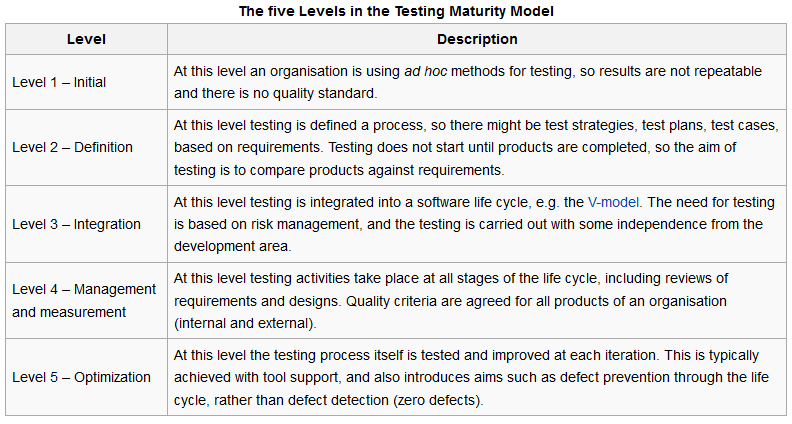 The five Levels in the Testing Maturity Model
Level
Description
Level 1 – Initial
At this level an organisation is using ad hoc methods for testing, so results are not repeatable
and there is no quality standard.
Level 2 – Definition
At this level testing is defined a process, so there might be test strategies, test plans, test cases,
based on requirements. Testing does not start until products are completed, so the aim of
testing is to compare products against requirements.
Level 3 – Integration
At this level testing is integrated into a software life cycle, e.g. the V-model. The need for testing
is based on risk management, and the testing is carried out with some independence from the
development area.
Level 4 – Management
and measurement
At this level testing activities take place at all stages of the life cycle, including reviews of
requirements and designs. Quality criteria are agreed for all products of an organisation
(internal and external).
Level 5 – Optimization
At this level the testing process itself is tested and improved at each iteration. This is typically
achieved with tool support, and also introduces aims such as defect prevention through the life
cycle, rather than defect detection (zero defects).